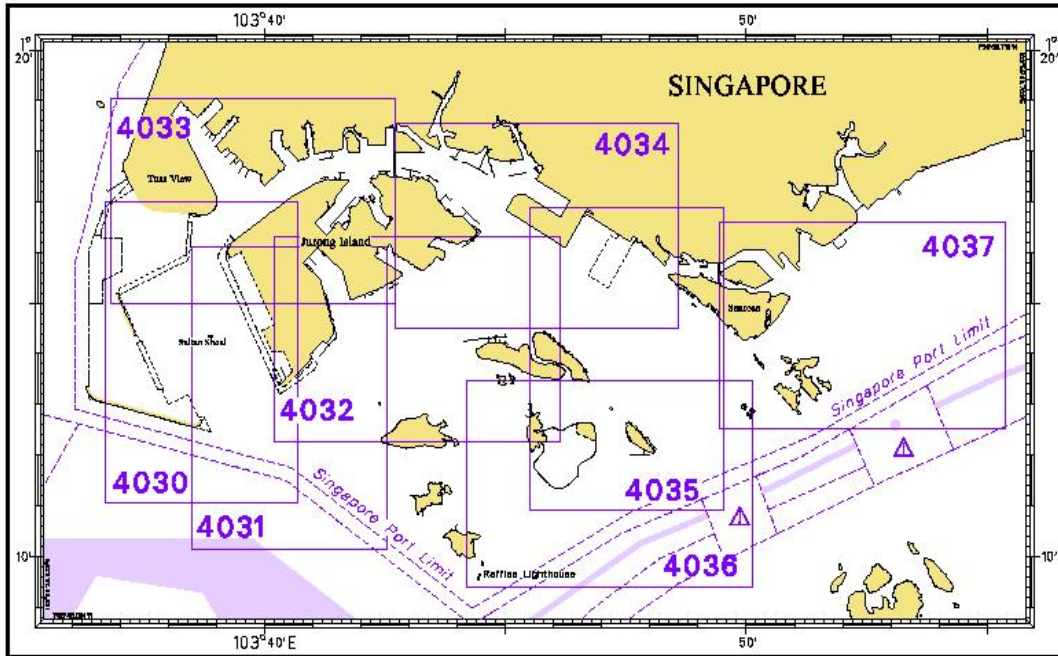 103°40' 50'
1° 1°
20' 20'
SINGAPORE
4033
4034
Tuas View
Jurong Island
4037
Sentosa
Sultan Shoal
Singapore Port Limit
4032
4030
Singapore Port Limit
4035
4031
10' 10'
4036
Raffles Lighthouse
103°40' E 50'